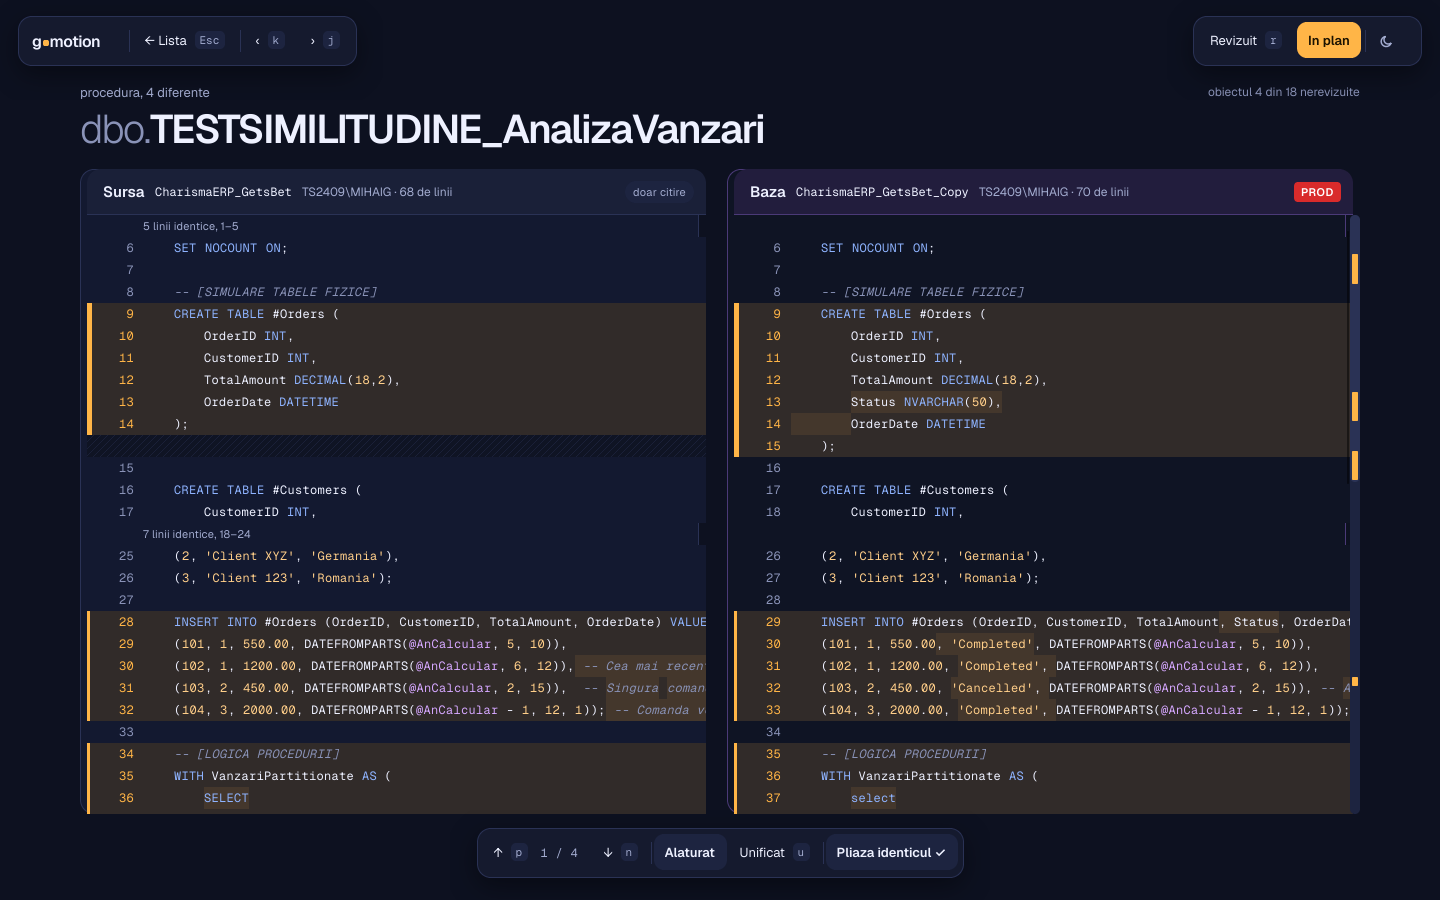 g•motion
← Lista Esc ‹ k › j
Revizuit r In plan
procedura, 4 diferente
obiectul 4 din 18 nerevizuite
dbo.TESTSIMILITUDINE_AnalizaVanzari
Sursa CharismaERP_GetsBet TS2409\MIHAIG · 68 de linii doar citire
5 linii identice, 1–5
6 SET NOCOUNT ON;
7
8 -- [SIMULARE TABELE FIZICE]
9 CREATE TABLE #Orders (
10 OrderID INT,
11 CustomerID INT,
12 TotalAmount DECIMAL(18,2),
13 OrderDate DATETIME
14 );
15
16 CREATE TABLE #Customers (
17 CustomerID INT,
7 linii identice, 18–24
25 (2, 'Client XYZ', 'Germania'),
26 (3, 'Client 123', 'Romania');
27
28 INSERT INTO #Orders (OrderID, CustomerID, TotalAmount, OrderDate) VALUE
29 (101, 1, 550.00, DATEFROMPARTS(@AnCalcular, 5, 10)),
30 (102, 1, 1200.00, DATEFROMPARTS(@AnCalcular, 6, 12)), -- Cea mai recen
31 (103, 2, 450.00, DATEFROMPARTS(@AnCalcular, 2, 15)), -- Singura coman
32 (104, 3, 2000.00, DATEFROMPARTS(@AnCalcular - 1, 12, 1)); -- Comanda v
33
34 -- [LOGICA PROCEDURII]
35 WITH VanzariPartitionate AS (
36 SELECT
Baza CharismaERP_GetsBet_Copy TS2409\MIHAIG · 70 de linii PROD
6 SET NOCOUNT ON;
7
8 -- [SIMULARE TABELE FIZICE]
9 CREATE TABLE #Orders (
10 OrderID INT,
11 CustomerID INT,
12 TotalAmount DECIMAL(18,2),
13 Status NVARCHAR(50),
14 OrderDate DATETIME
15 );
16
17 CREATE TABLE #Customers (
18 CustomerID INT,
26 (2, 'Client XYZ', 'Germania'),
27 (3, 'Client 123', 'Romania');
28
29 INSERT INTO #Orders (OrderID, CustomerID, TotalAmount, Status, OrderDat
30 (101, 1, 550.00, 'Completed', DATEFROMPARTS(@AnCalcular, 5, 10)),
31 (102, 1, 1200.00, 'Completed', DATEFROMPARTS(@AnCalcular, 6, 12)),
32 (103, 2, 450.00, 'Cancelled', DATEFROMPARTS(@AnCalcular, 2, 15)), -- A
33 (104, 3, 2000.00, 'Completed', DATEFROMPARTS(@AnCalcular - 1, 12, 1));
34
35 -- [LOGICA PROCEDURII]
36 WITH VanzariPartitionate AS (
37 select
↑ p 1 / 4 ↓ n Alaturat Unificat u Pliaza identicul ✓